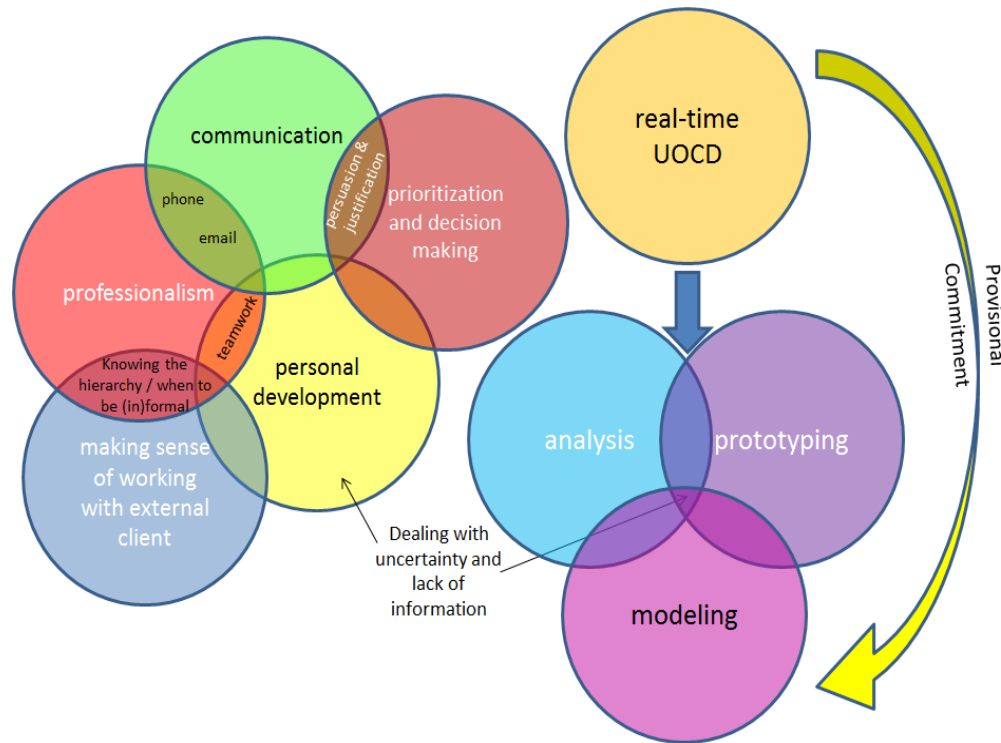 communication
persuasion &
justification
prioritization
and decision
making
phone
email
professionalism
teamwork
personal
development
Knowing the
hierarchy / when to
be (in)formal
making sense
of working
with external
client
Dealing with
uncertainty and
lack of
information
real-time
UOCD
analysis
prototyping
modeling
Provisional
Commitment